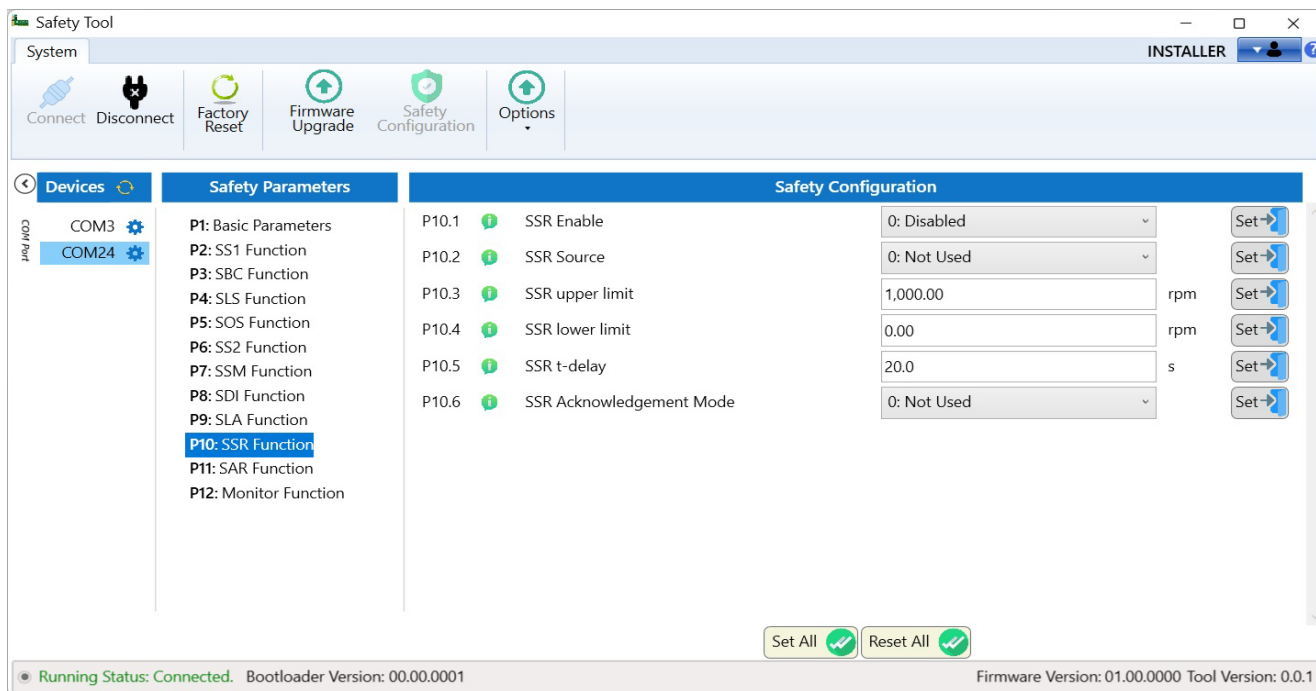 Safety Tool
System
INSTALLER
Connect
Disconnect
Factory
Reset
Firmware
Upgrade
Safety
Configuration
Options
Devices
Safety Parameters
Safety Configuration
COM Port
COM3
COM24
P1: Basic Parameters
P2: SS1 Function
P3: SBC Function
P4: SLS Function
P5: SOS Function
P6: SS2 Function
P7: SSM Function
P8: SDI Function
P9: SLA Function
P10: SSR Function
P11: SAR Function
P12: Monitor Function
P10.1 SSR Enable 0: Disabled Set
P10.2 SSR Source 0: Not Used Set
P10.3 SSR upper limit 1,000.00 rpm Set
P10.4 SSR lower limit 0.00 rpm Set
P10.5 SSR t-delay 20.0 s Set
P10.6 SSR Acknowledgement Mode 0: Not Used Set
Set All Reset All
Running Status: Connected. Bootloader Version: 00.00.0001 Firmware Version: 01.00.0000 Tool Version: 0.0.1